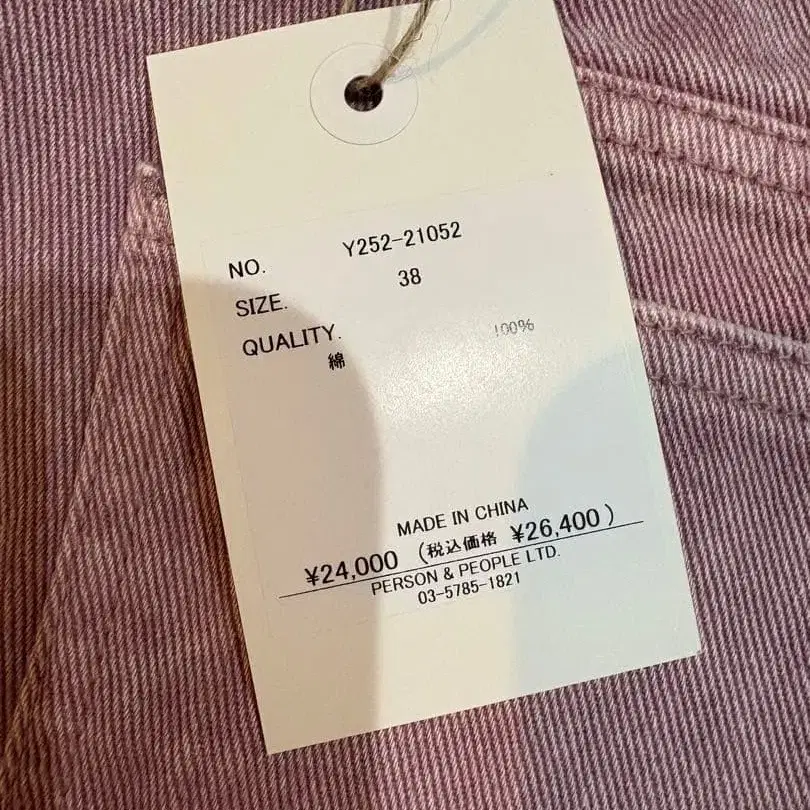 NO. Y252-21052
SIZE. 38
QUALITY. 100%
綿
MADE IN CHINA
¥24,000 (税込価格 ¥26,400)
PERSON & PEOPLE LTD.
03-5785-1821